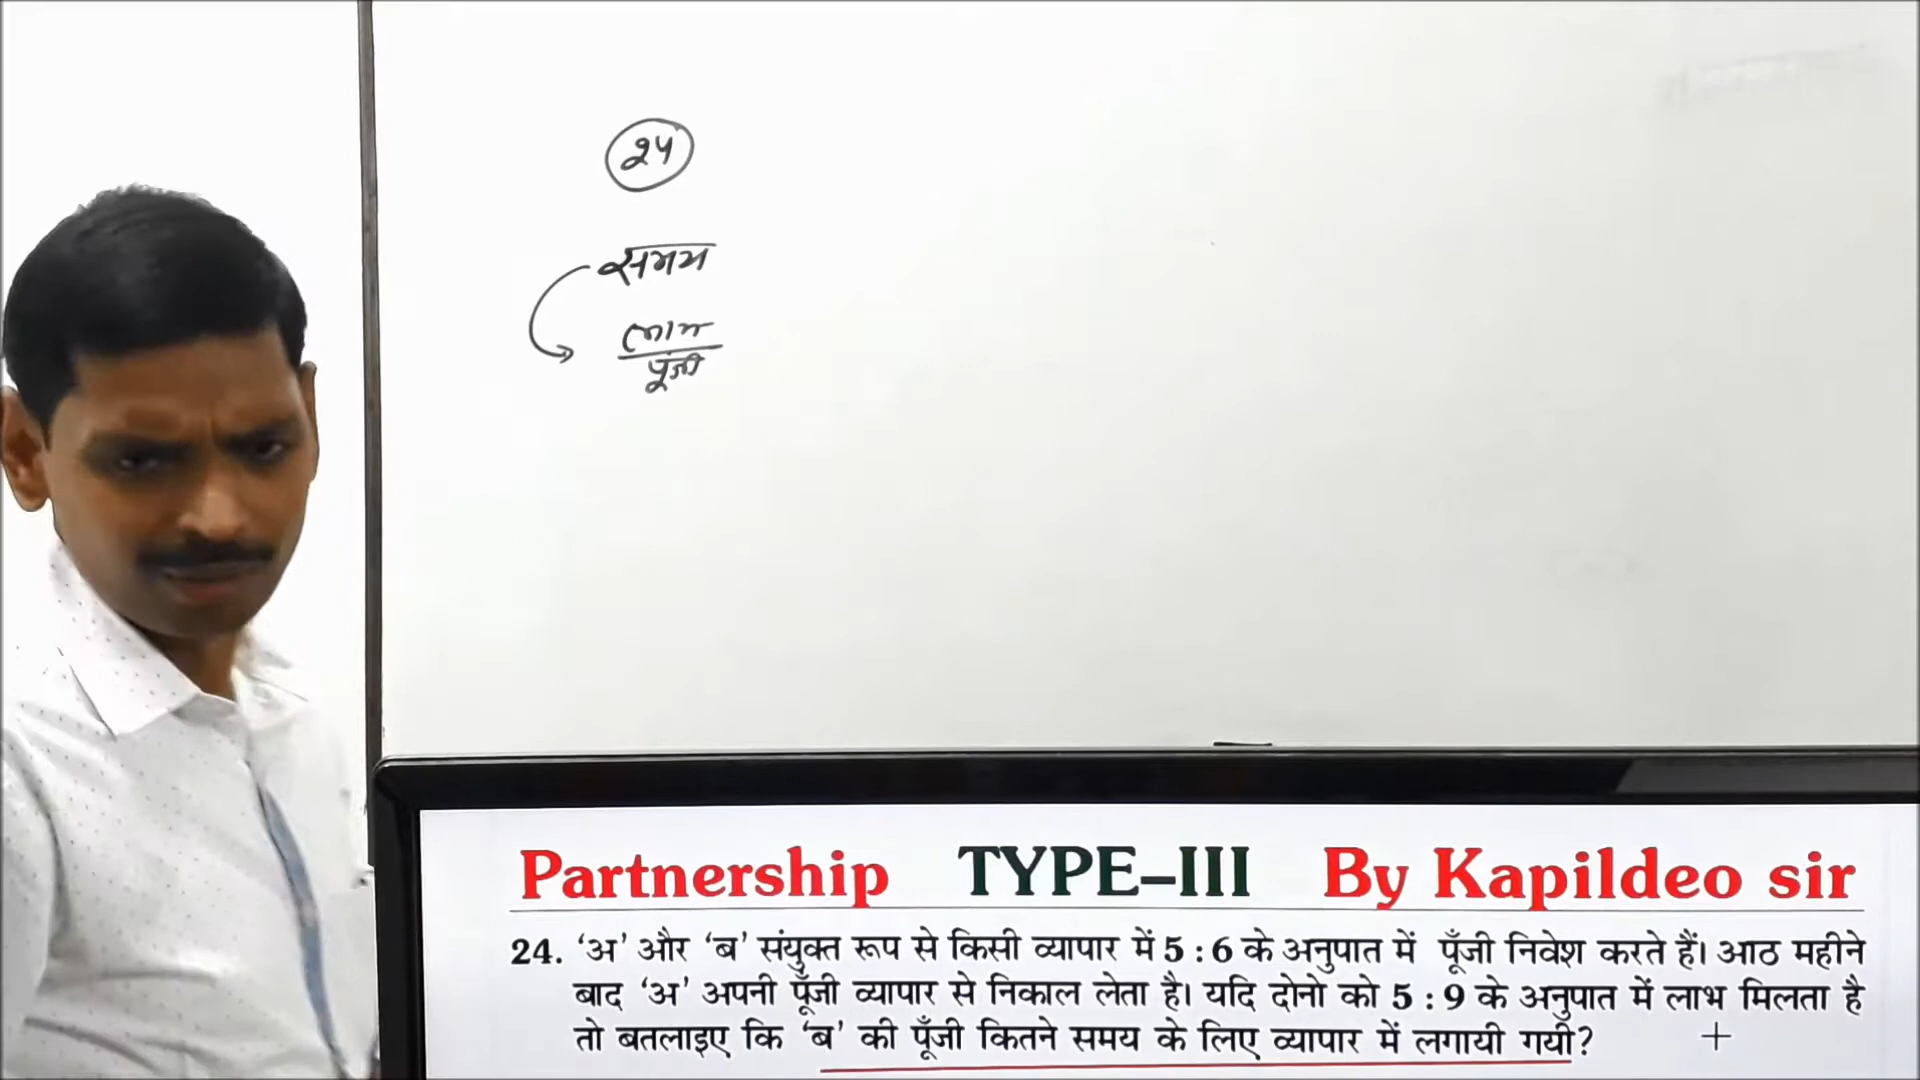 24
समय
लाभ
पूंजी
Partnership TYPE–III By Kapildeo sir
24. ‘अ’ और ‘ब’ संयुक्त रूप से किसी व्यापार में 5 : 6 के अनुपात में पूँजी निवेश करते हैं। आठ महीने
बाद ‘अ’ अपनी पूँजी व्यापार से निकाल लेता है। यदि दोनो को 5 : 9 के अनुपात में लाभ मिलता है
तो बतलाइए कि ‘ब’ की पूँजी कितने समय के लिए व्यापार में लगायी गयी?